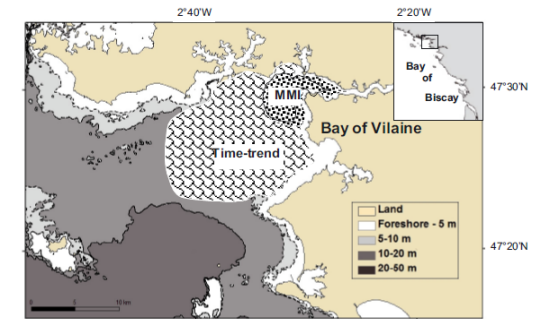 2°40'W
2°20'W
Bay
of
Biscay
47°30'N
MMI
Bay of Vilaine
Time-trend
Land
Foreshore - 5 m
5-10 m
10-20 m
20-50 m
47°20'N
0
5
10 km